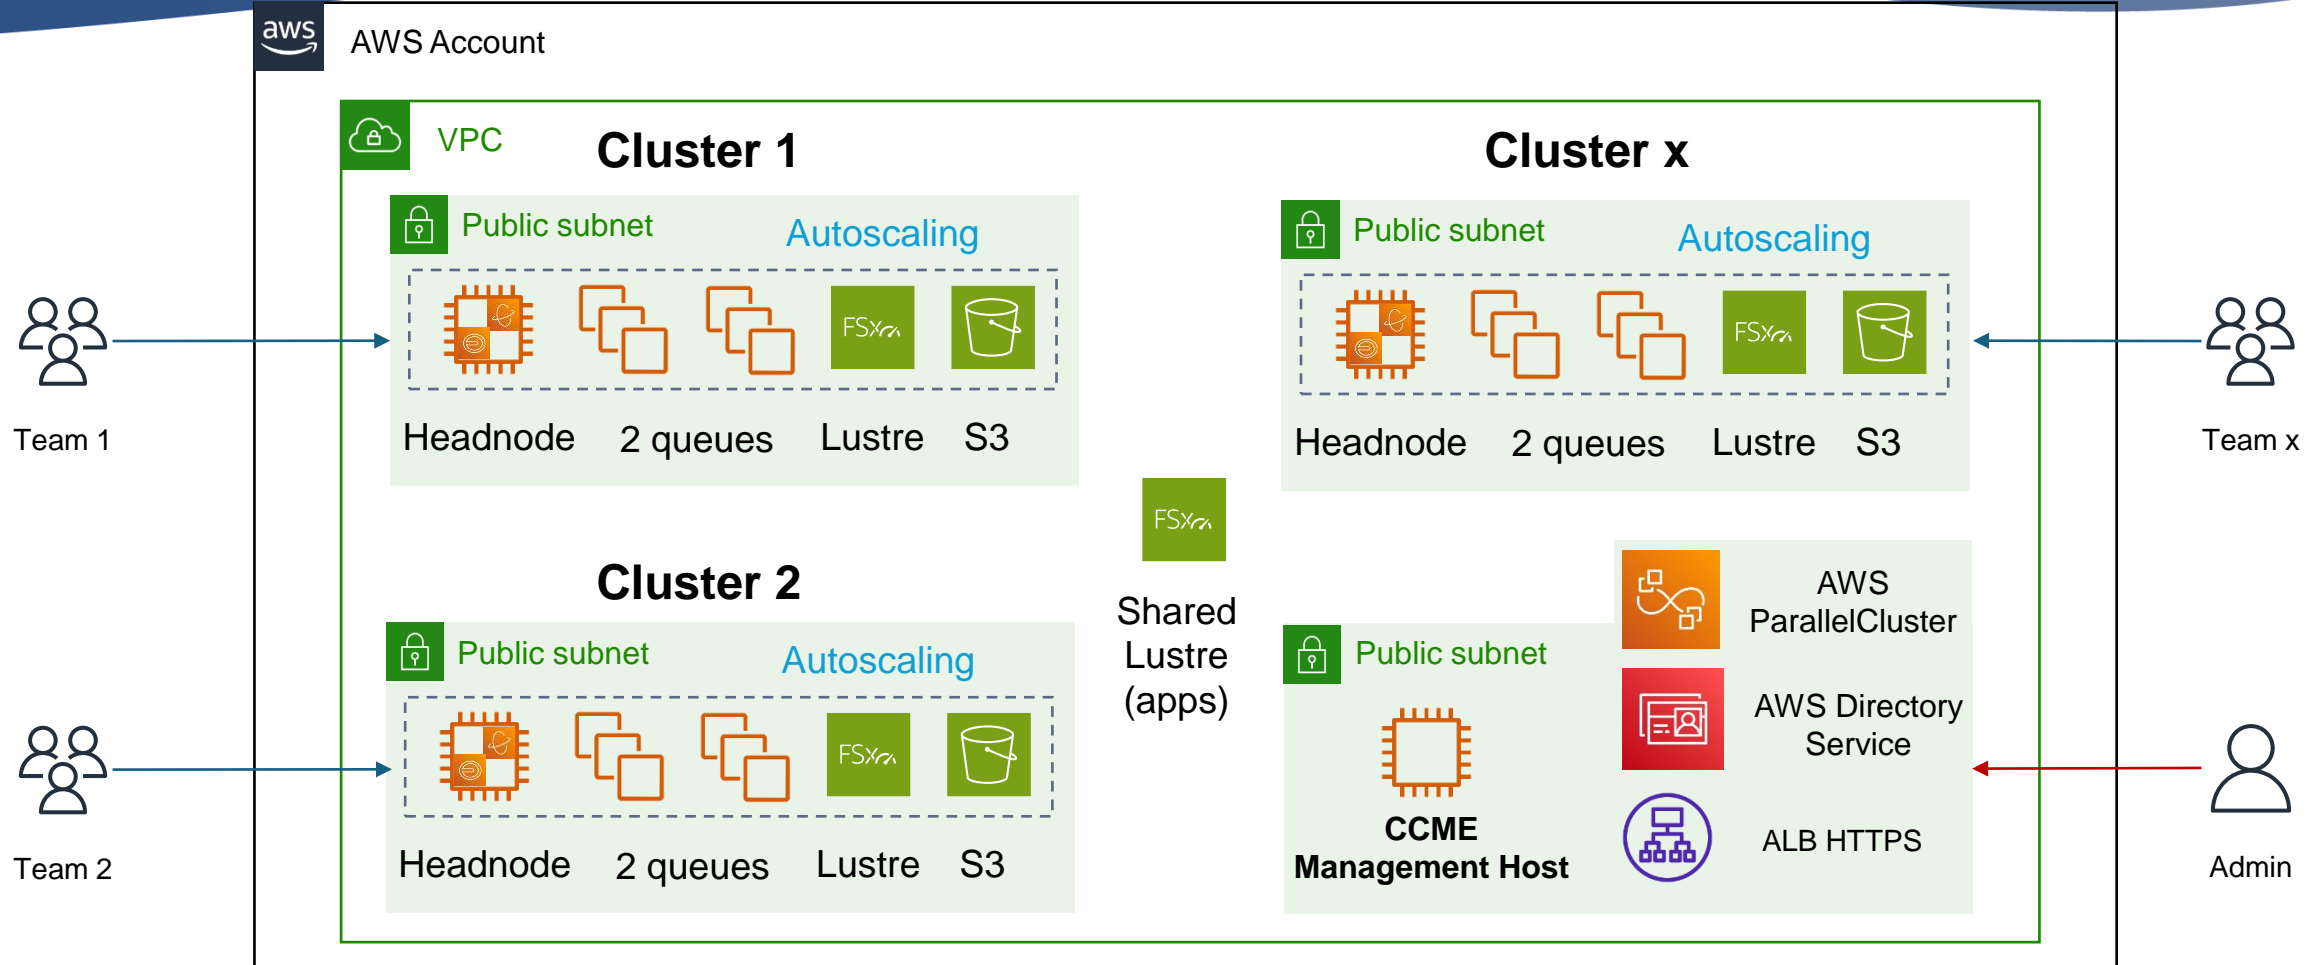 aws
AWS Account
VPC
Cluster 1
Public subnet
Autoscaling
FSx
Headnode
2 queues
Lustre
S3
Cluster x
Public subnet
Autoscaling
FSx
Headnode
2 queues
Lustre
S3
Team 1
Team x
FSx
Shared
Lustre
(apps)
Cluster 2
Public subnet
Autoscaling
FSx
Headnode
2 queues
Lustre
S3
Team 2
Public subnet
CCME
Management Host
AWS
ParallelCluster
AWS Directory
Service
ALB HTTPS
Admin